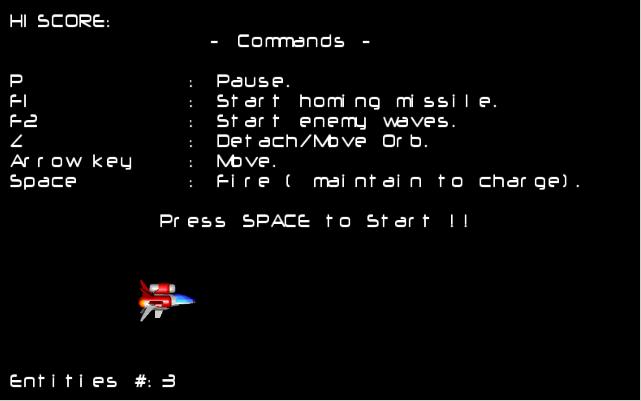 HI SCORE:
- Commands -
P : Pause.
F1 : Start homing missile.
F2 : Start enemy waves.
Z : Detach/Move Orb.
Arrow key : Move.
Space : Fire ( maintain to charge).
Press SPACE to Start !!
Entities #: 3